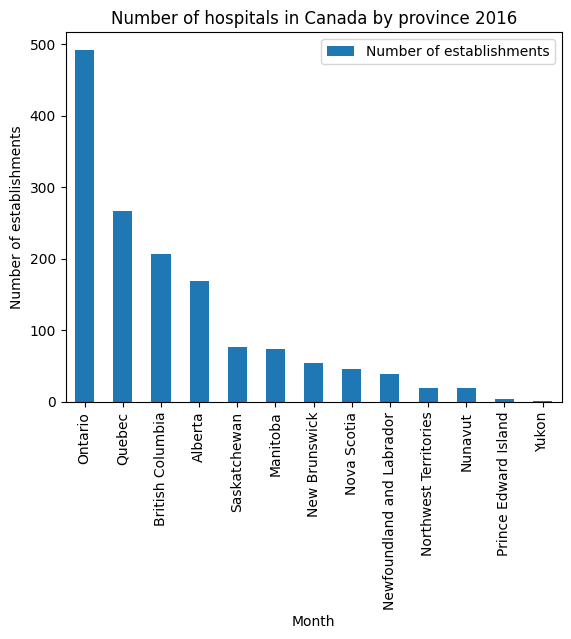 Number of hospitals in Canada by province 2016
Number of establishments
Number of establishments
500
400
300
200
100
0
Ontario
Quebec
British Columbia
Alberta
Saskatchewan
Manitoba
New Brunswick
Nova Scotia
Newfoundland and Labrador
Northwest Territories
Nunavut
Prince Edward Island
Yukon
Month